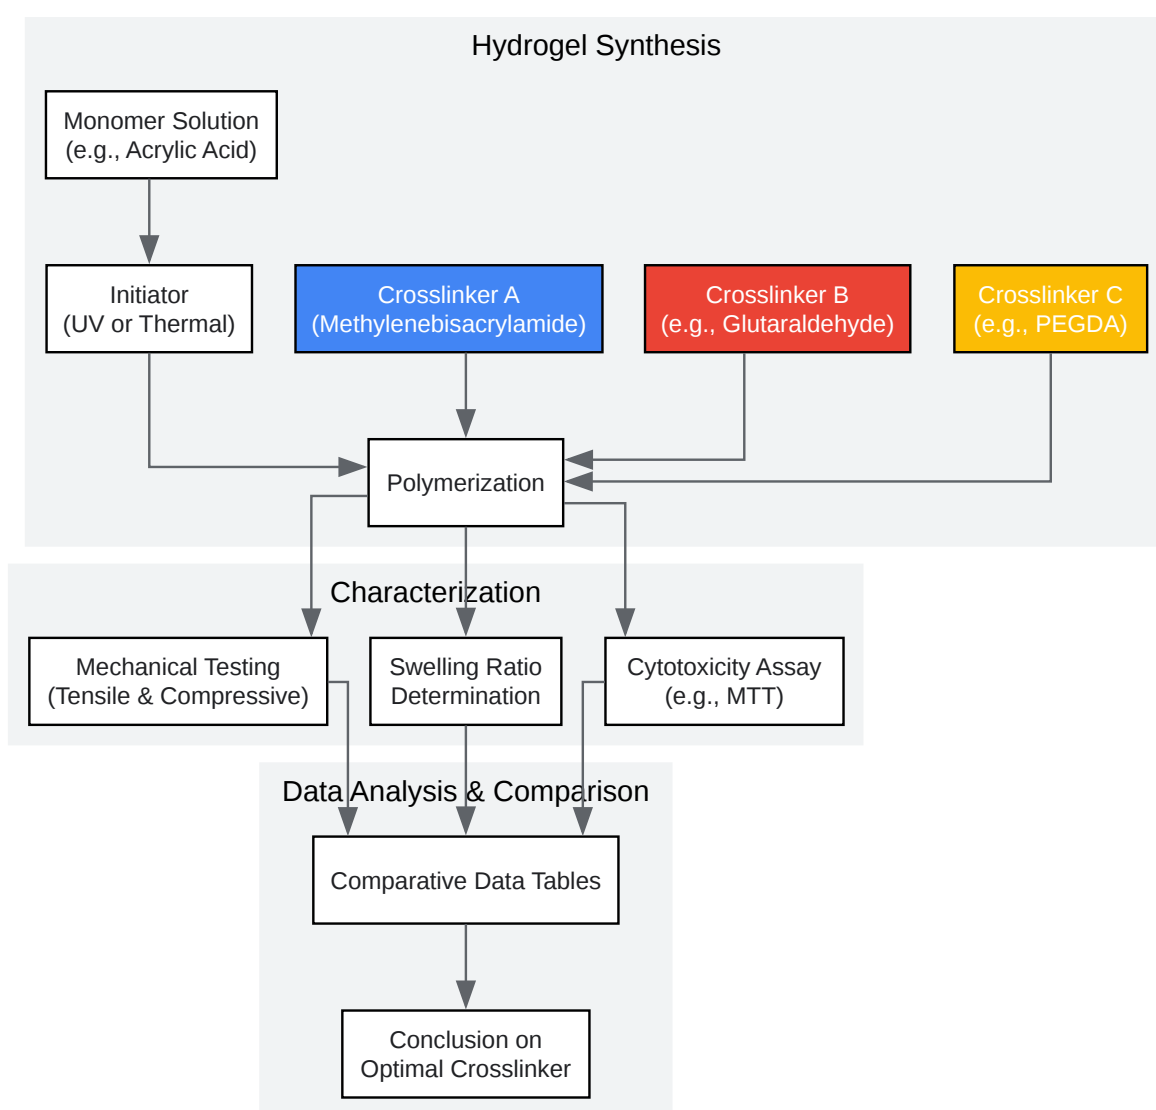 Hydrogel Synthesis
Monomer Solution
(e.g., Acrylic Acid)
Initiator
(UV or Thermal)
Crosslinker A
(Methylenebisacrylamide)
Crosslinker B
(e.g., Glutaraldehyde)
Crosslinker C
(e.g., PEGDA)
Polymerization
Characterization
Mechanical Testing
(Tensile & Compressive)
Swelling Ratio
Determination
Cytotoxicity Assay
(e.g., MTT)
Data Analysis & Comparison
Comparative Data Tables
Conclusion on
Optimal Crosslinker